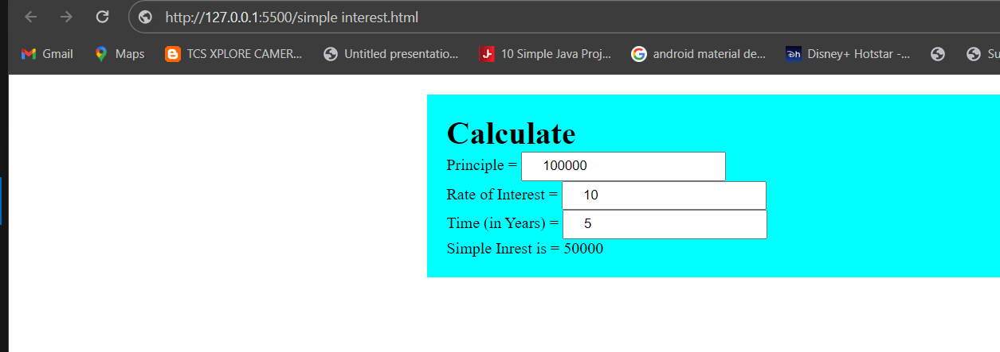 http://127.0.0.1:5500/simple interest.html
Gmail Maps TCS XPLORE CAMER... Untitled presentatio... 10 Simple Java Proj... android material de... Disney+ Hotstar -... Su
Calculate
Principle = 100000
Rate of Interest = 10
Time (in Years) = 5
Simple Inrest is = 50000